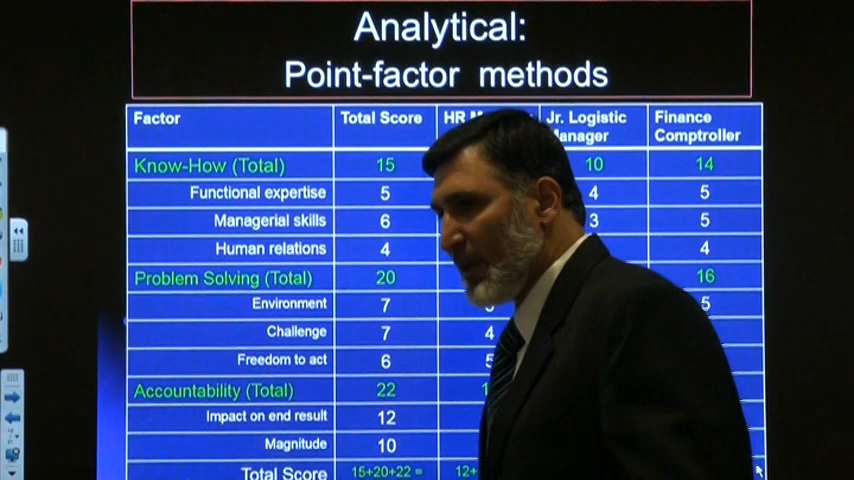 Analytical:
Point-factor methods
Factor Total Score HR Jr. Logistic Manager Finance Comptroller
Know-How (Total) 15 10 14
Functional expertise 5 4 5
Managerial skills 6 3 5
Human relations 4 4
Problem Solving (Total) 20 16
Environment 7 5
Challenge 7 4
Freedom to act 6 5
Accountability (Total) 22
Impact on end result 12
Magnitude 10
Total Score 15+20+22 = 12+